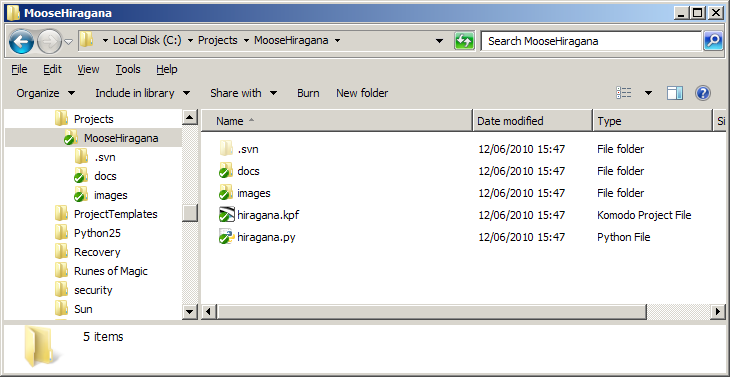 MooseHiragana
Local Disk (C:) Projects MooseHiragana Search MooseHiragana
File Edit View Tools Help
Organize Include in library Share with Burn New folder
Projects
MooseHiragana
.svn
docs
images
ProjectTemplates
Python25
Recovery
Runes of Magic
security
Sun
Name Date modified Type Si
.svn 12/06/2010 15:47 File folder
docs 12/06/2010 15:47 File folder
images 12/06/2010 15:47 File folder
hiragana.kpf 12/06/2010 15:47 Komodo Project File
hiragana.py 12/06/2010 15:47 Python File
5 items